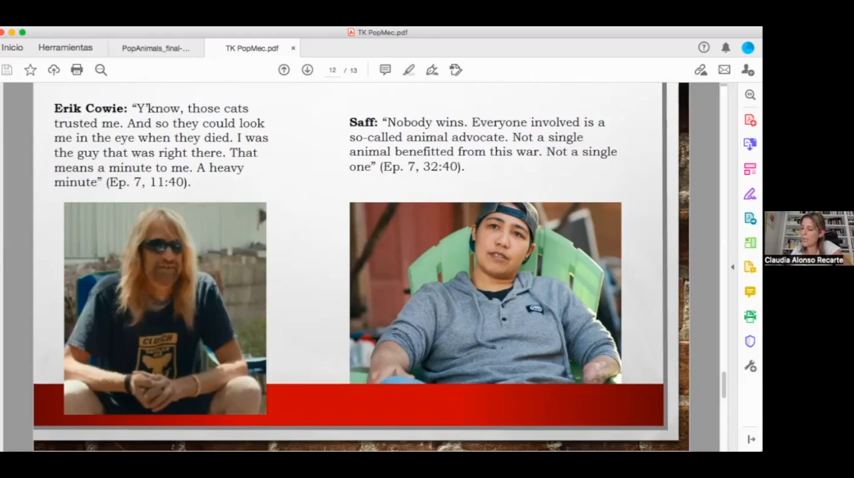 TK PopMec.pdf
Inicio
Herramientas
PopAnimals_final-...
TK PopMec.pdf
×
12 / 13
Erik Cowie: “Y’know, those cats
trusted me. And so they could look
me in the eye when they died. I was
the guy that was right there. That
means a minute to me. A heavy
minute” (Ep. 7, 11:40).
Saff: “Nobody wins. Everyone involved is a
so-called animal advocate. Not a single
animal benefitted from this war. Not a single
one” (Ep. 7, 32:40).
CLUTCH
Claudia Alonso Recarte